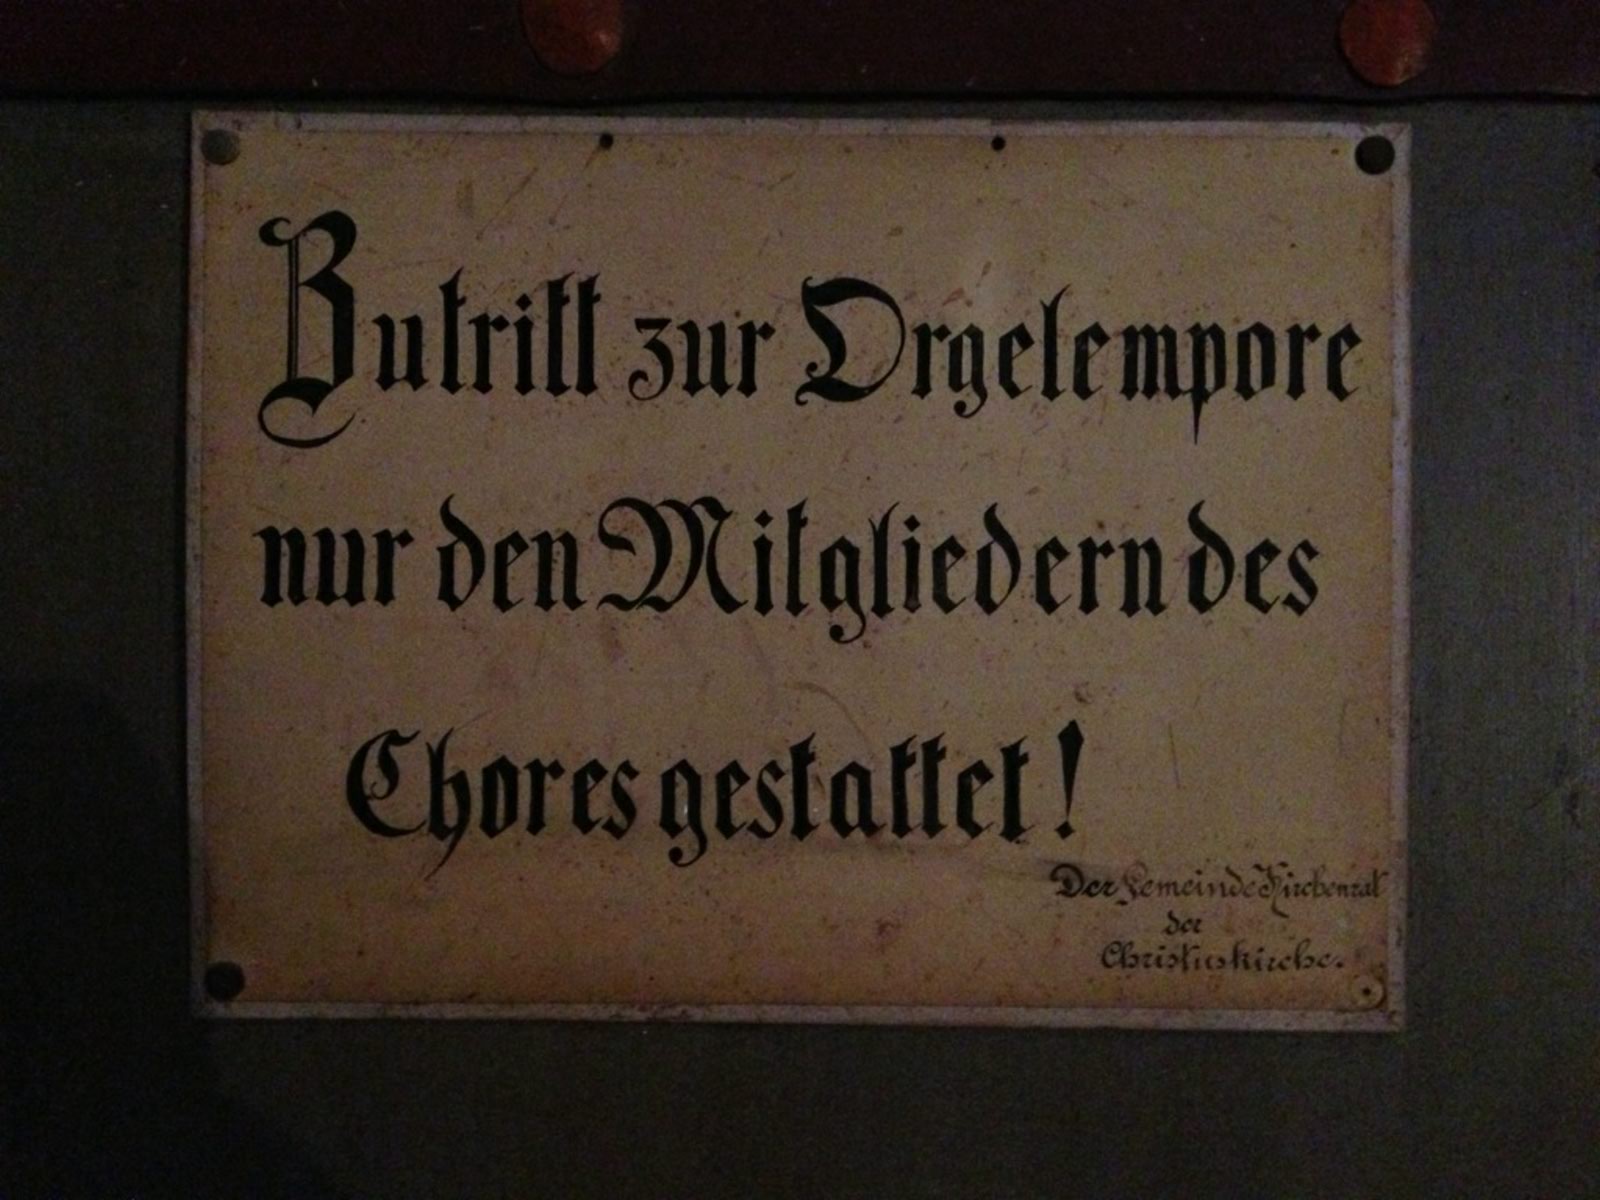 Zutritt zur Orgelempore
nur den Mitgliedern des
Chores gestattet!
Der Gemeinde Kirchenrat
der
Christuskirche.